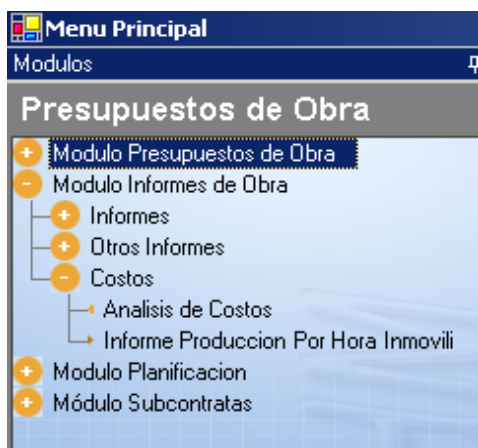 Menu Principal
Modulos
Presupuestos de Obra
Modulo Presupuestos de Obra
Modulo Informes de Obra
Informes
Otros Informes
Costos
Analisis de Costos
Informe Produccion Por Hora Inmovili
Modulo Planificacion
Módulo Subcontratas